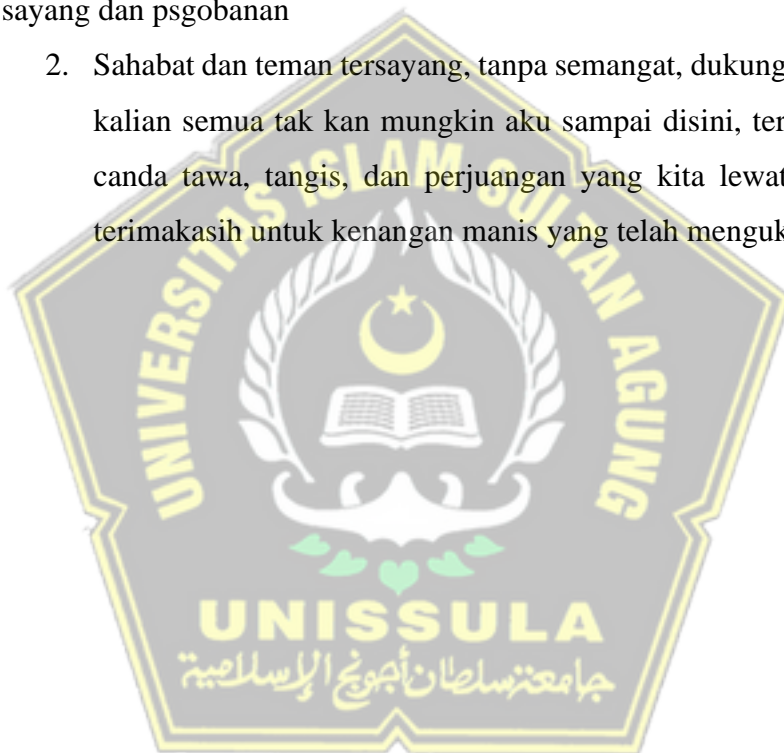 sayang dan psgobanan
2. Sahabat dan teman tersayang, tanpa semangat, dukung
kalian semua tak kan mungkin aku sampai disini, ter
canda tawa, tangis, dan perjuangan yang kita lewat
terimakasih untuk kenangan manis yang telah menguk
UNIVERSITAS ISLAM SULTAN AGUNG
UNISSULA
جامعة سلطان أجونج الإسلامية